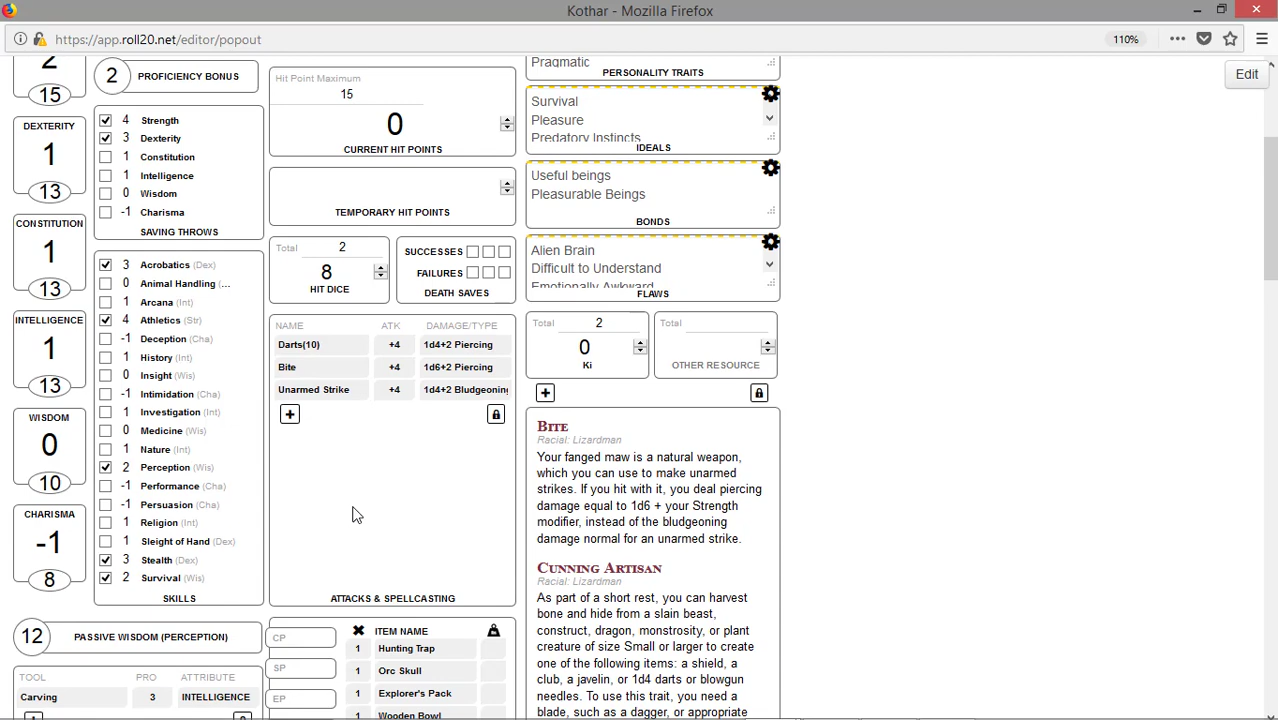 Kothar - Mozilla Firefox
https://app.roll20.net/editor/popout
110%
Edit
2
15
DEXTERITY
1
13
CONSTITUTION
1
13
INTELLIGENCE
1
13
WISDOM
0
10
CHARISMA
-1
8
2 PROFICIENCY BONUS
4 Strength
3 Dexterity
1 Constitution
1 Intelligence
0 Wisdom
-1 Charisma
SAVING THROWS
3 Acrobatics (Dex)
0 Animal Handling (...
1 Arcana (Int)
4 Athletics (Str)
-1 Deception (Cha)
1 History (Int)
0 Insight (Wis)
-1 Intimidation (Cha)
1 Investigation (Int)
0 Medicine (Wis)
1 Nature (Int)
2 Perception (Wis)
-1 Performance (Cha)
-1 Persuasion (Cha)
1 Religion (Int)
1 Sleight of Hand (Dex)
3 Stealth (Dex)
2 Survival (Wis)
SKILLS
12 PASSIVE WISDOM (PERCEPTION)
TOOL PRO ATTRIBUTE
Carving 3 INTELLIGENCE
Hit Point Maximum
15
0
CURRENT HIT POINTS
TEMPORARY HIT POINTS
Total 2
8
HIT DICE
SUCCESSES
FAILURES
DEATH SAVES
NAME ATK DAMAGE/TYPE
Darts(10) +4 1d4+2 Piercing
Bite +4 1d6+2 Piercing
Unarmed Strike +4 1d4+2 Bludgeoning
ATTACKS & SPELLCASTING
CP
SP
EP
ITEM NAME
1 Hunting Trap
1 Orc Skull
1 Explorer's Pack
1 Wooden Bowl
Pragmatic
PERSONALITY TRAITS
Survival
Pleasure
Predatory Instincts
IDEALS
Useful beings
Pleasurable Beings
BONDS
Alien Brain
Difficult to Understand
Emotionally Awkward
FLAWS
Total 2
0
Ki
Total
OTHER RESOURCE
BITE
Racial: Lizardman
Your fanged maw is a natural weapon,
which you can use to make unarmed
strikes. If you hit with it, you deal piercing
damage equal to 1d6 + your Strength
modifier, instead of the bludgeoning
damage normal for an unarmed strike.
CUNNING ARTISAN
Racial: Lizardman
As part of a short rest, you can harvest
bone and hide from a slain beast,
construct, dragon, monstrosity, or plant
creature of size Small or larger to create
one of the following items: a shield, a
club, a javelin, or 1d4 darts or blowgun
needles. To use this trait, you need a
blade, such as a dagger, or appropriate